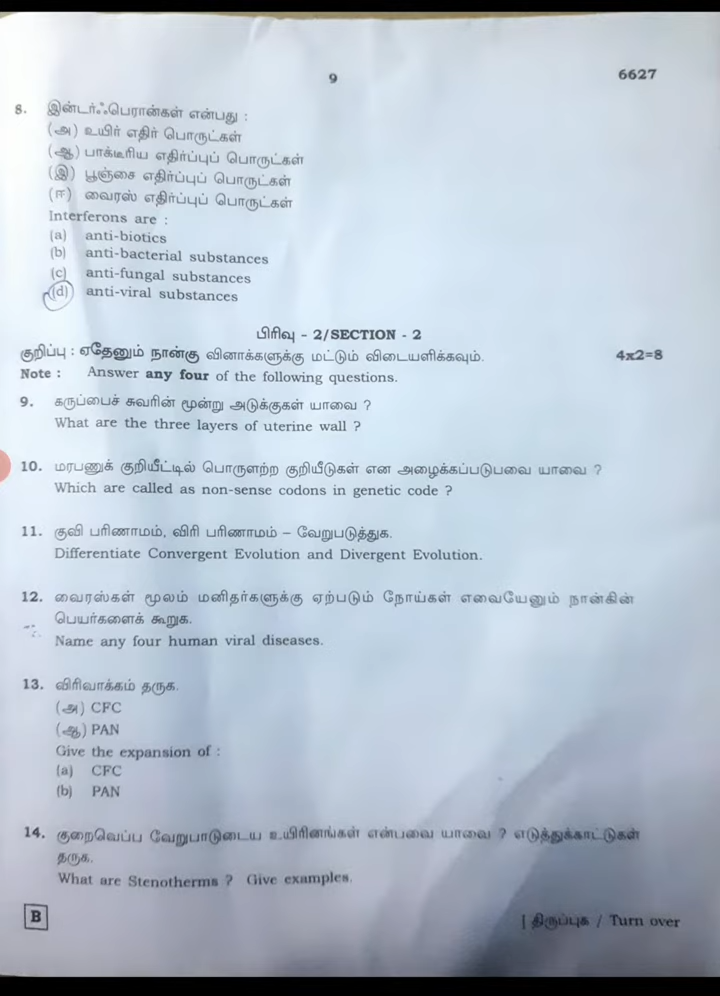 9
6627
8. இன்டர்ஃபெரான்கள் என்பது :
(அ) உயிர் எதிர் பொருட்கள்
(ஆ) பாக்டீரிய எதிர்ப்புப் பொருட்கள்
(இ) பூஞ்சை எதிர்ப்புப் பொருட்கள்
(ஈ) வைரஸ் எதிர்ப்புப் பொருட்கள்
Interferons are :
(a) anti-biotics
(b) anti-bacterial substances
(c) anti-fungal substances
(d) anti-viral substances
பிரிவு - 2/SECTION - 2
குறிப்பு : ஏதேனும் நான்கு வினாக்களுக்கு மட்டும் விடையளிக்கவும். 4x2=8
Note : Answer any four of the following questions.
9. கருப்பைச் சுவரின் மூன்று அடுக்குகள் யாவை ?
What are the three layers of uterine wall ?
10. மரபணுக் குறியீட்டில் பொருளற்ற குறியீடுகள் என அழைக்கப்படுபவை யாவை ?
Which are called as non-sense codons in genetic code ?
11. குவி பரிணாமம், விரி பரிணாமம் – வேறுபடுத்துக.
Differentiate Convergent Evolution and Divergent Evolution.
12. வைரஸ்கள் மூலம் மனிதர்களுக்கு ஏற்படும் நோய்கள் எவையேனும் நான்கின்
பெயர்களைக் கூறுக.
Name any four human viral diseases.
13. விரிவாக்கம் தருக.
(அ) CFC
(ஆ) PAN
Give the expansion of :
(a) CFC
(b) PAN
14. குறைவெப்ப வேறுபாடுடைய உயிரினங்கள் என்பவை யாவை ? எடுத்துக்காட்டுகள்
தருக.
What are Stenotherms ? Give examples.
B
[ திருப்புக / Turn over